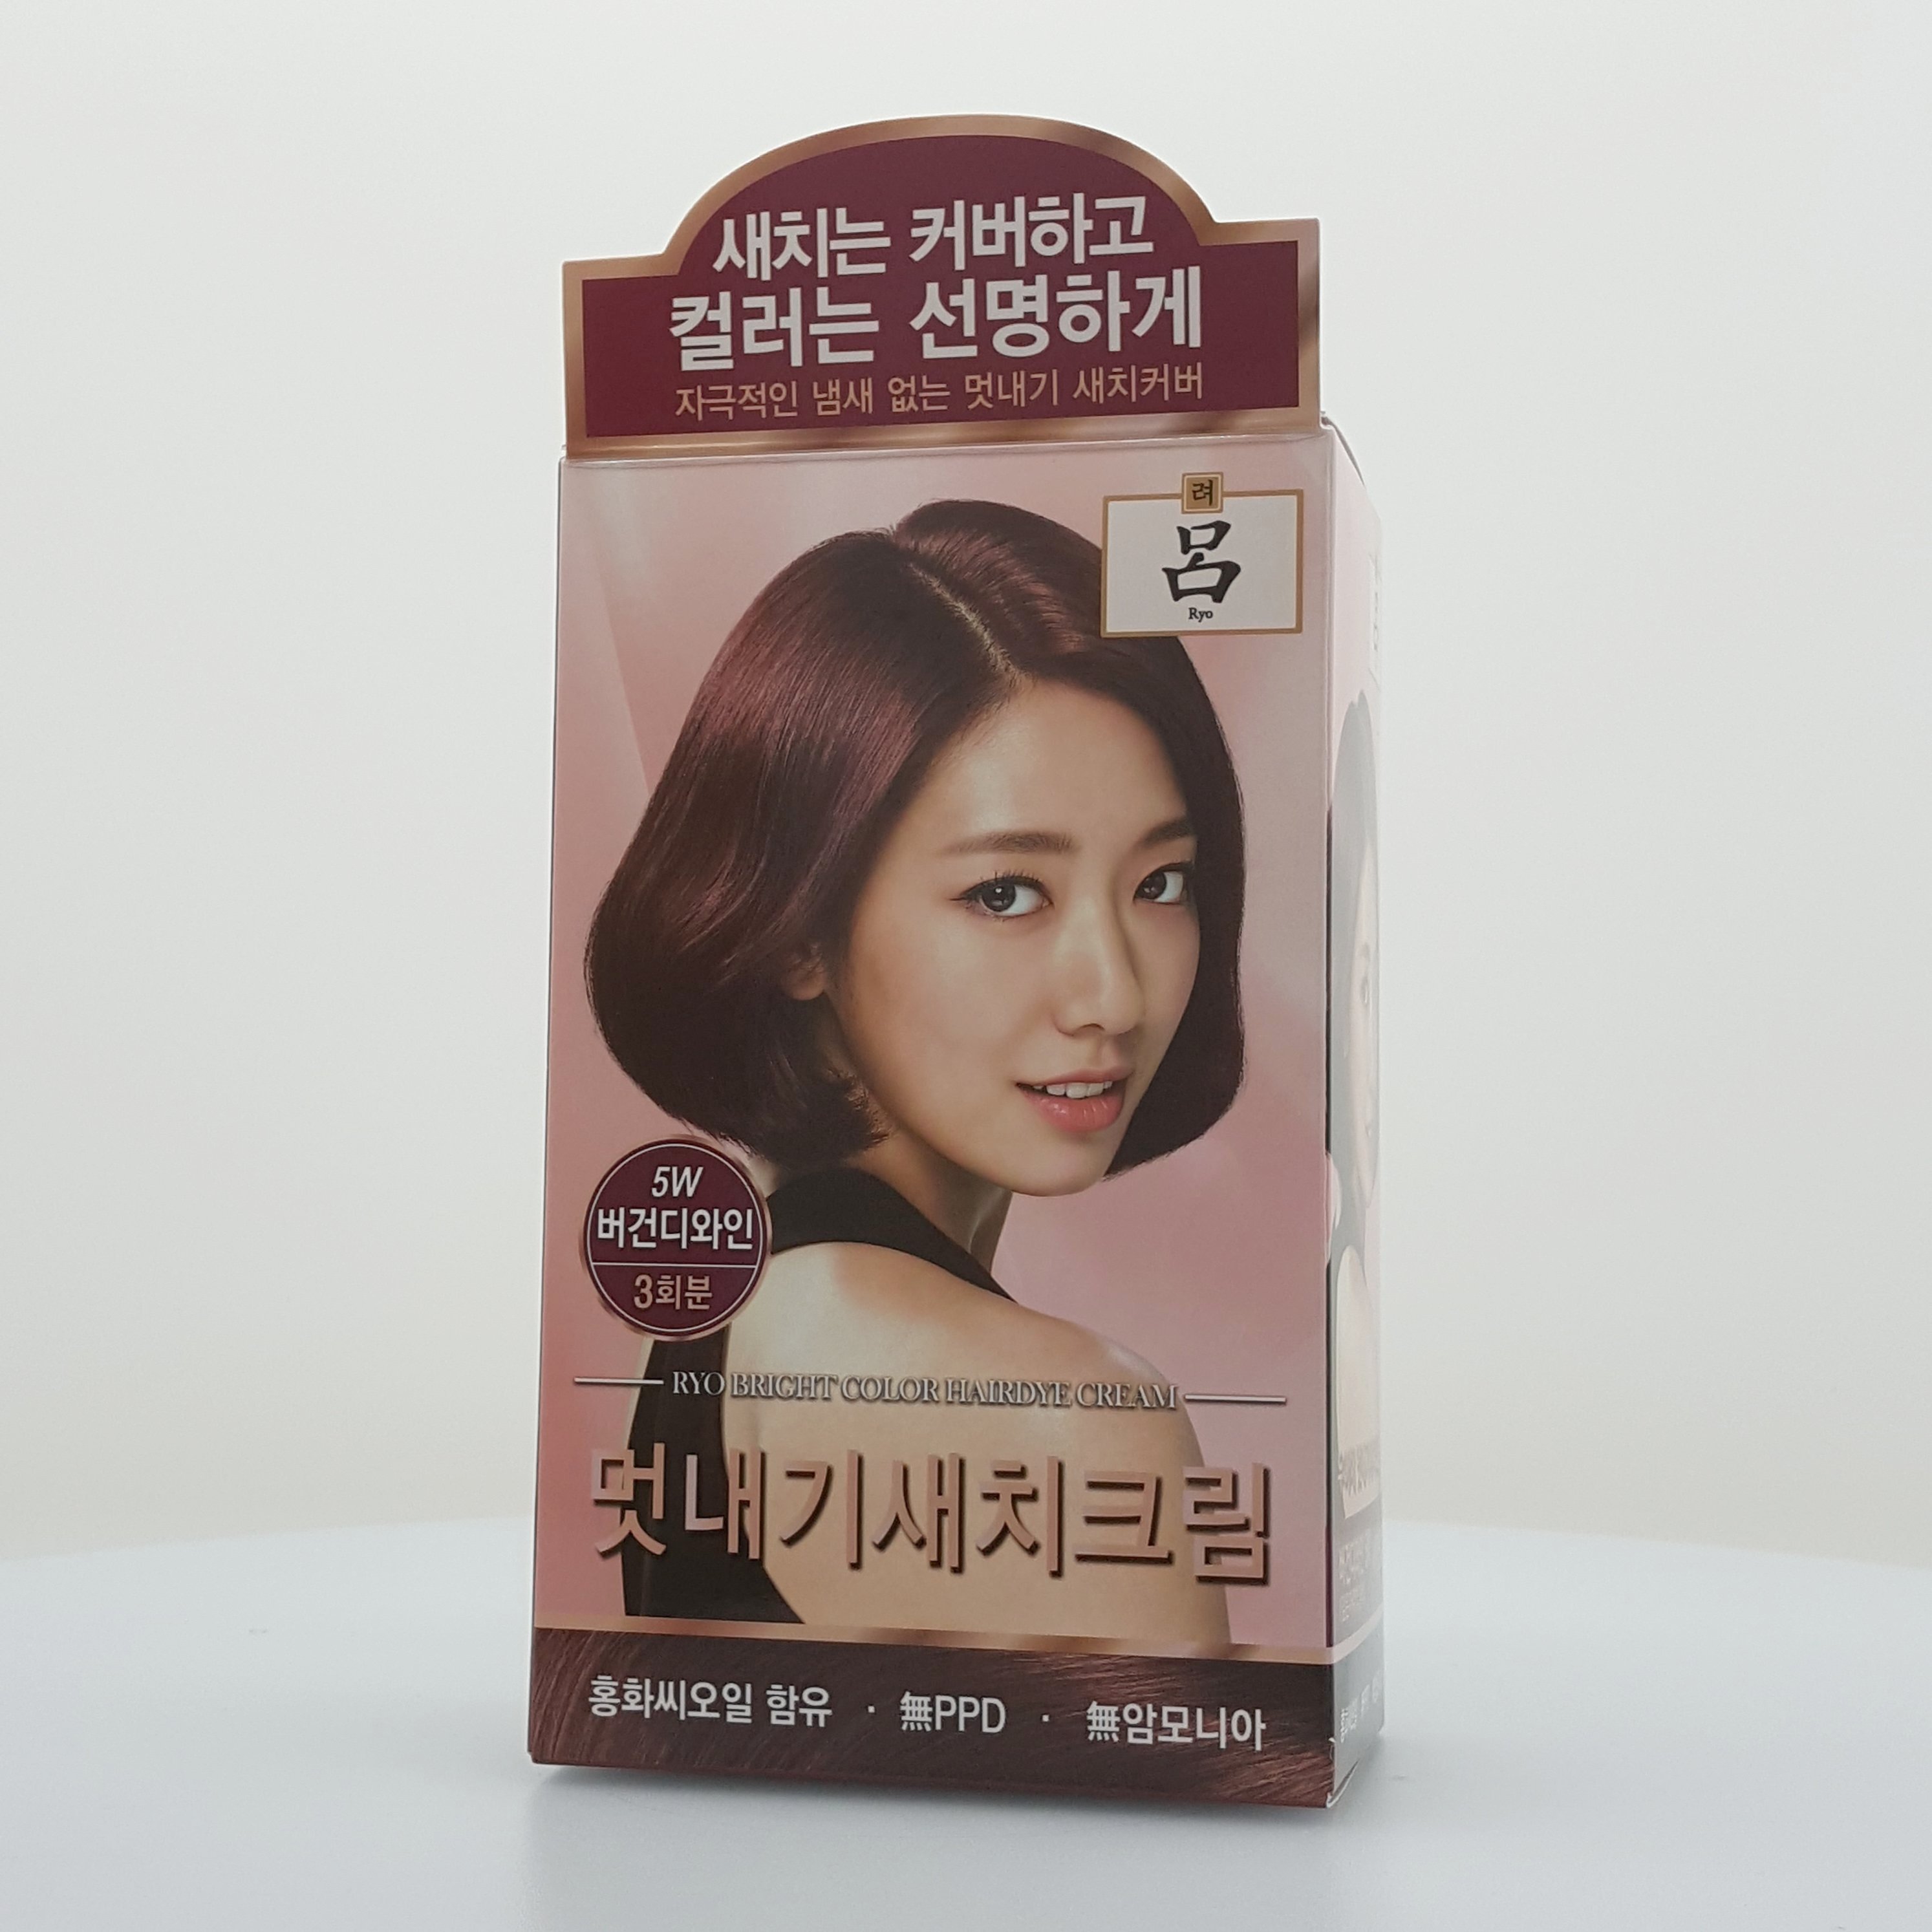 새치는 커버하고
컬러는 선명하게
자극적인 냄새 없는 멋내기 새치커버
려
呂
Ryo
5W
버건디와인
3회분
RYO BRIGHT COLOR HAIRDYE CREAM
멋내기새치크림
홍화씨오일 함유 · 無PPD · 無암모니아